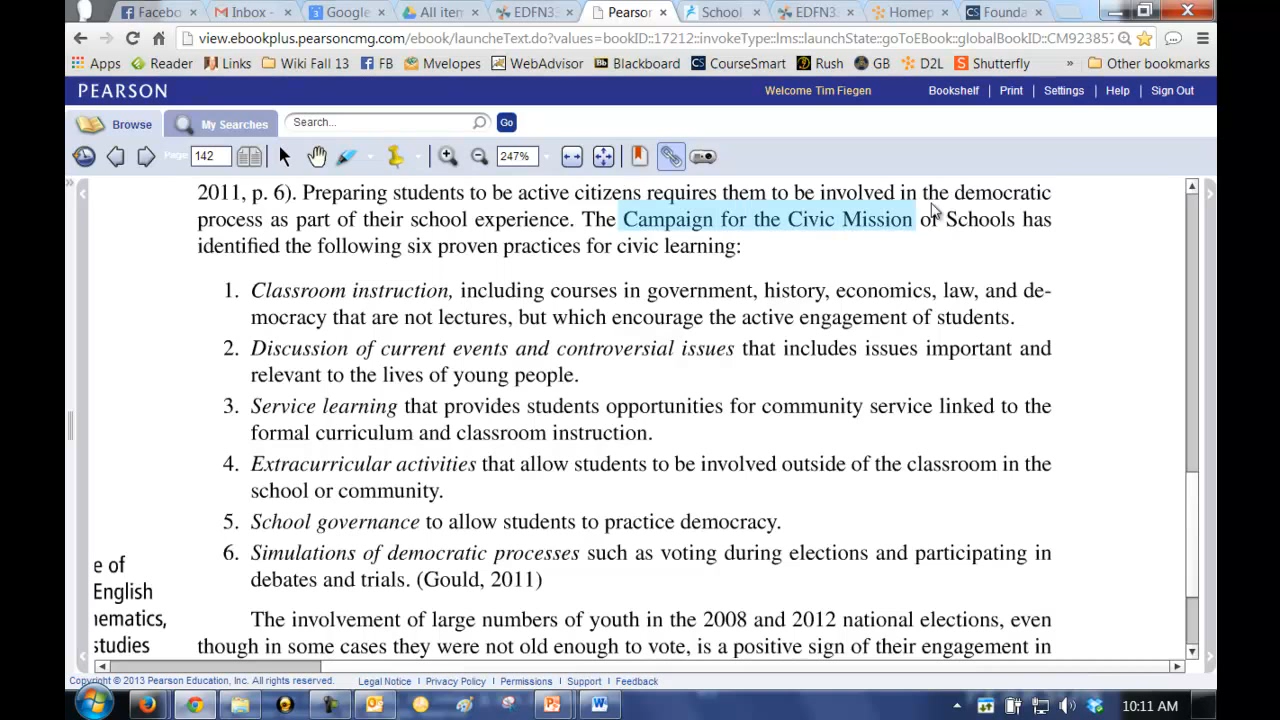 Facebo
Inbox -
Google
All iten
EDFN3
Pearsor
School
EDFN3
Homep
Founda
view.ebookplus.pearsoncmg.com/ebook/launcheText.do?values=bookID::17212::invokeType::lms::launchState::goToEBook::globalBookID::CM923857
Apps Reader Links Wiki Fall 13 FB Mvelopes WebAdvisor Blackboard CourseSmart Rush GB D2L Shutterfly » Other bookmarks
PEARSON Welcome Tim Fiegen Bookshelf | Print | Settings | Help | Sign Out
Browse My Searches Search... Go
Page 142 247%
2011, p. 6). Preparing students to be active citizens requires them to be involved in the democratic
process as part of their school experience. The Campaign for the Civic Mission of Schools has
identified the following six proven practices for civic learning:
1. Classroom instruction, including courses in government, history, economics, law, and de-
mocracy that are not lectures, but which encourage the active engagement of students.
2. Discussion of current events and controversial issues that includes issues important and
relevant to the lives of young people.
3. Service learning that provides students opportunities for community service linked to the
formal curriculum and classroom instruction.
4. Extracurricular activities that allow students to be involved outside of the classroom in the
school or community.
5. School governance to allow students to practice democracy.
6. Simulations of democratic processes such as voting during elections and participating in
debates and trials. (Gould, 2011)
e of
English
nematics,
studies
The involvement of large numbers of youth in the 2008 and 2012 national elections, even
though in some cases they were not old enough to vote, is a positive sign of their engagement in
Copyright © 2013 Pearson Education, Inc. All rights reserved. Legal Notice | Privacy Policy | Permissions | Support | Feedback
10:11 AM